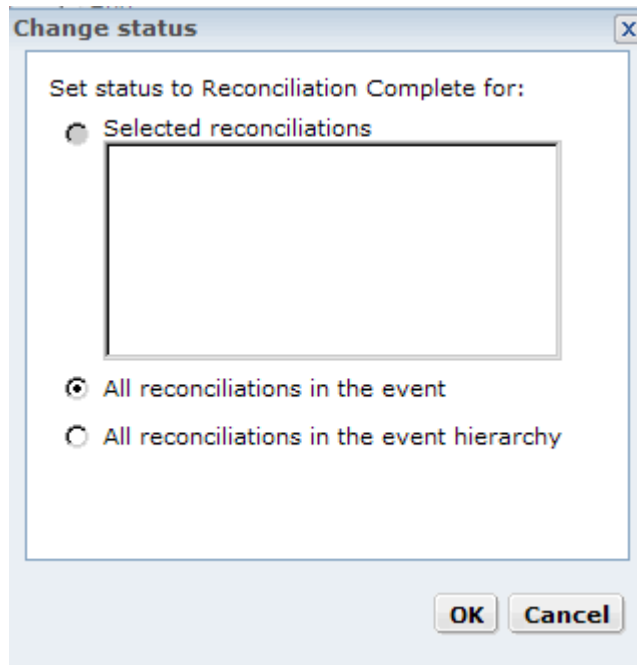 Change status
X
Set status to Reconciliation Complete for:
Selected reconciliations
All reconciliations in the event
All reconciliations in the event hierarchy
OK Cancel